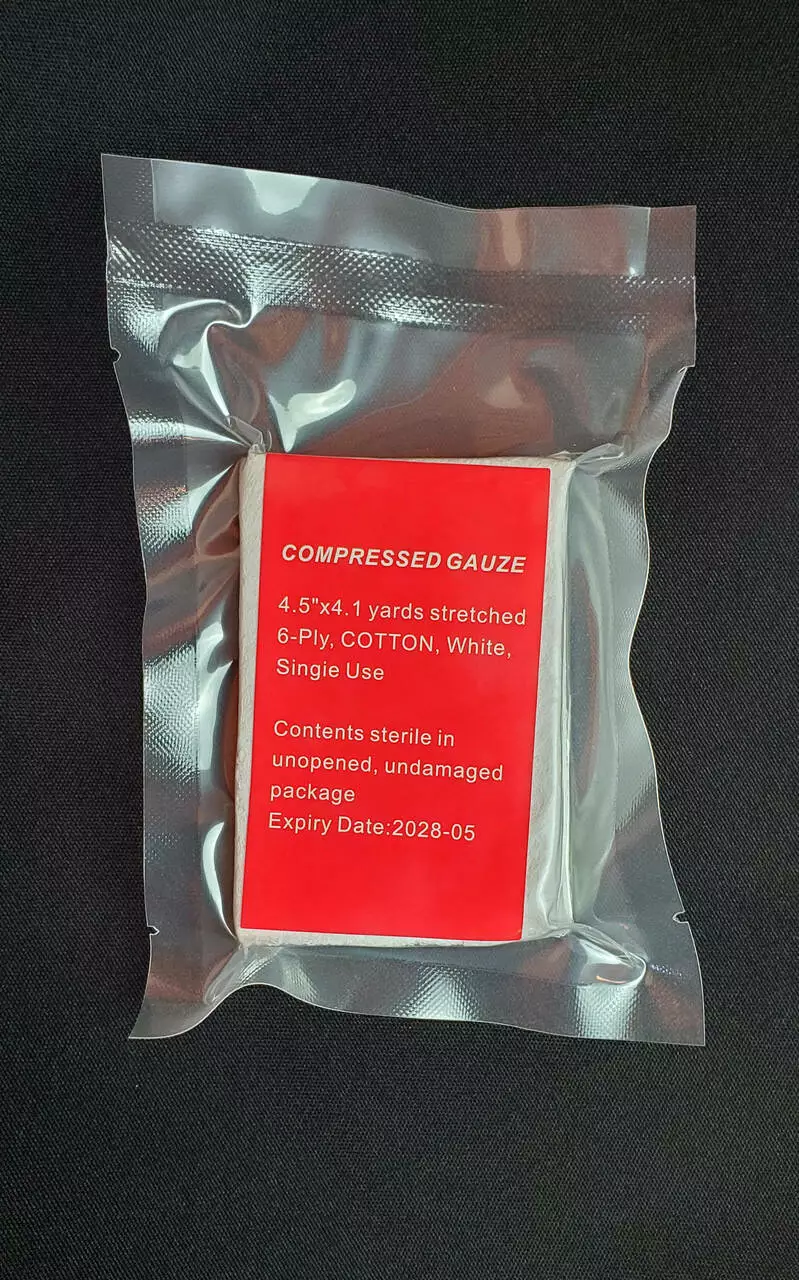 COMPRESSED GAUZE
4.5"x4.1 yards stretched
6-Ply, COTTON, White,
Singie Use
Contents sterile in
unopened, undamaged
package
Expiry Date:2028-05